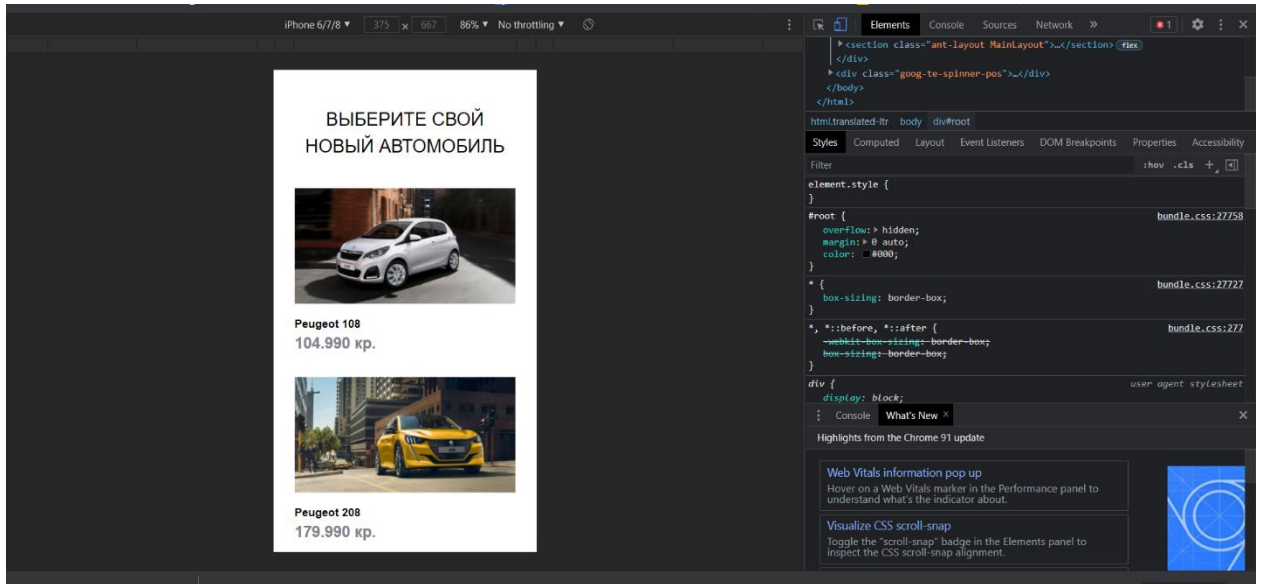 iPhone 6/7/8 ▼ 375 x 667 86% ▼ No throttling ▼
Elements Console Sources Network » 1
<section class="ant-layout MainLayout">…</section> flex
</div>
<div class="goog-te-spinner-pos">…</div>
</body>
</html>
html.translated-ltr body div#root
Styles Computed Layout Event Listeners DOM Breakpoints Properties Accessibility
Filter :hov .cls +
element.style {
}
#root { bundle.css:27758
overflow: hidden;
margin: 0 auto;
color: #000;
}
* { bundle.css:27727
box-sizing: border-box;
}
*, *::before, *::after { bundle.css:277
-webkit-box-sizing: border-box;
box-sizing: border-box;
}
div { user agent stylesheet
display: block;
Console What's New ×
Highlights from the Chrome 91 update
Web Vitals information pop up
Hover on a Web Vitals marker in the Performance panel to
understand what's the indicator about.
Visualize CSS scroll-snap
Toggle the "scroll-snap" badge in the Elements panel to
inspect the CSS scroll-snap alignment.
ВЫБЕРИТЕ СВОЙ
НОВЫЙ АВТОМОБИЛЬ
Peugeot 108
104.990 кр.
Peugeot 208
179.990 кр.